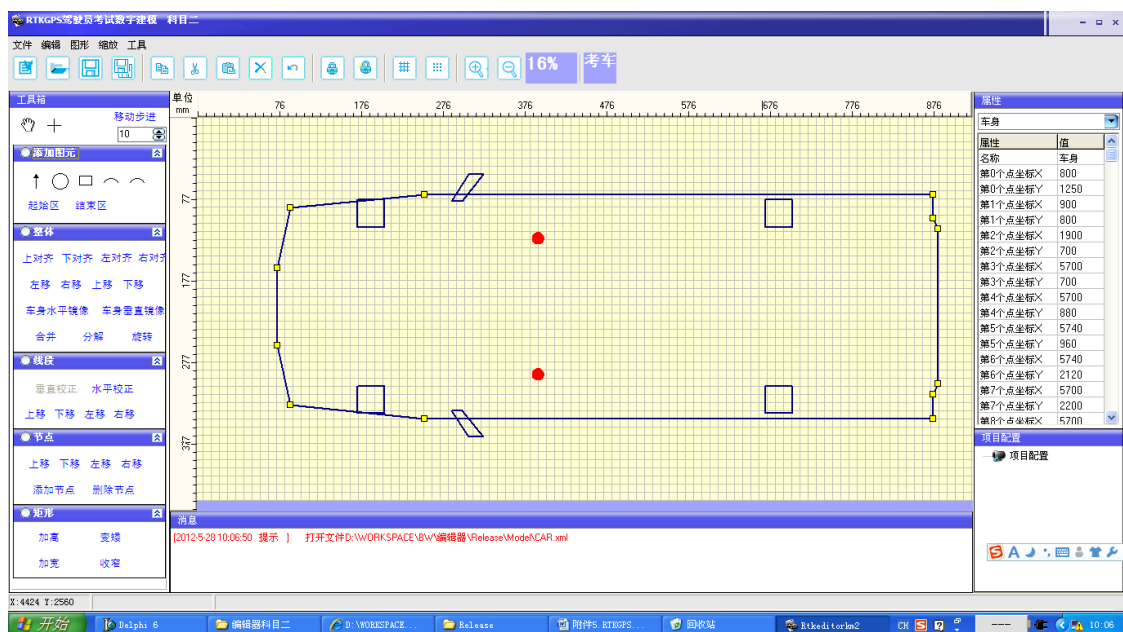 RTKGPS驾驶员考试数字建模 科目二
文件 编辑 图形 缩放 工具
16% 考车
工具箱
移动步进
10
添加图元
起始区 结束区
整体
上对齐 下对齐 左对齐 右对齐
左移 右移 上移 下移
车身水平镜像 车身垂直镜像
合并 分解 旋转
线段
垂直校正 水平校正
上移 下移 左移 右移
节点
上移 下移 左移 右移
添加节点 删除节点
矩形
加高 变矮
加宽 收窄
单位
mm
76 176 276 376 476 576 676 776 876
77
177
277
377
消息
[2012-5-28 10:06:50 提示 ] 打开文件D:\WORKSPACE\BW\编辑器\Release\Model\CAR.xml
属性
车身
属性 值
名称 车身
第0个点坐标X 800
第0个点坐标Y 1250
第1个点坐标X 900
第1个点坐标Y 800
第2个点坐标X 1900
第2个点坐标Y 700
第3个点坐标X 5700
第3个点坐标Y 700
第4个点坐标X 5700
第4个点坐标Y 880
第5个点坐标X 5740
第5个点坐标Y 960
第6个点坐标X 5740
第6个点坐标Y 2120
第7个点坐标X 5700
第7个点坐标Y 2200
第8个点坐标X 5700
项目配置
项目配置
X:4424 Y:2560
开始 Delphi 6 编辑器科目二 D:\WORKSPACE... Release 附件5. RTKGPS... 回收站 Rtkeditorkm2 CH 10:06